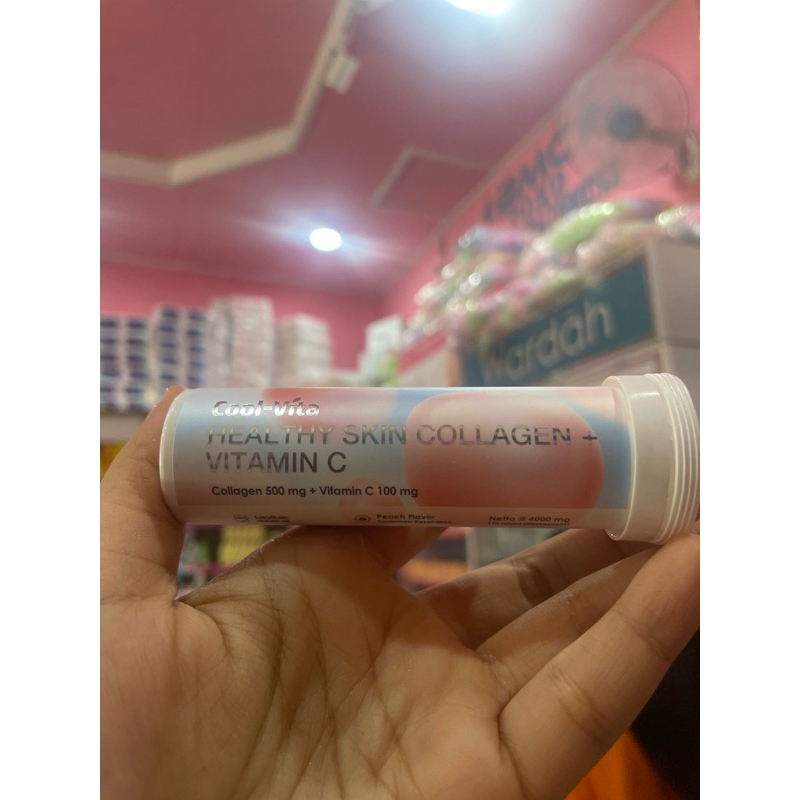 wardah
Cool-Vita
HEALTHY SKIN COLLAGEN +
VITAMIN C
Collagen 500 mg + Vitamin C 100 mg
Peach Flavor
Netto @ 4000 mg